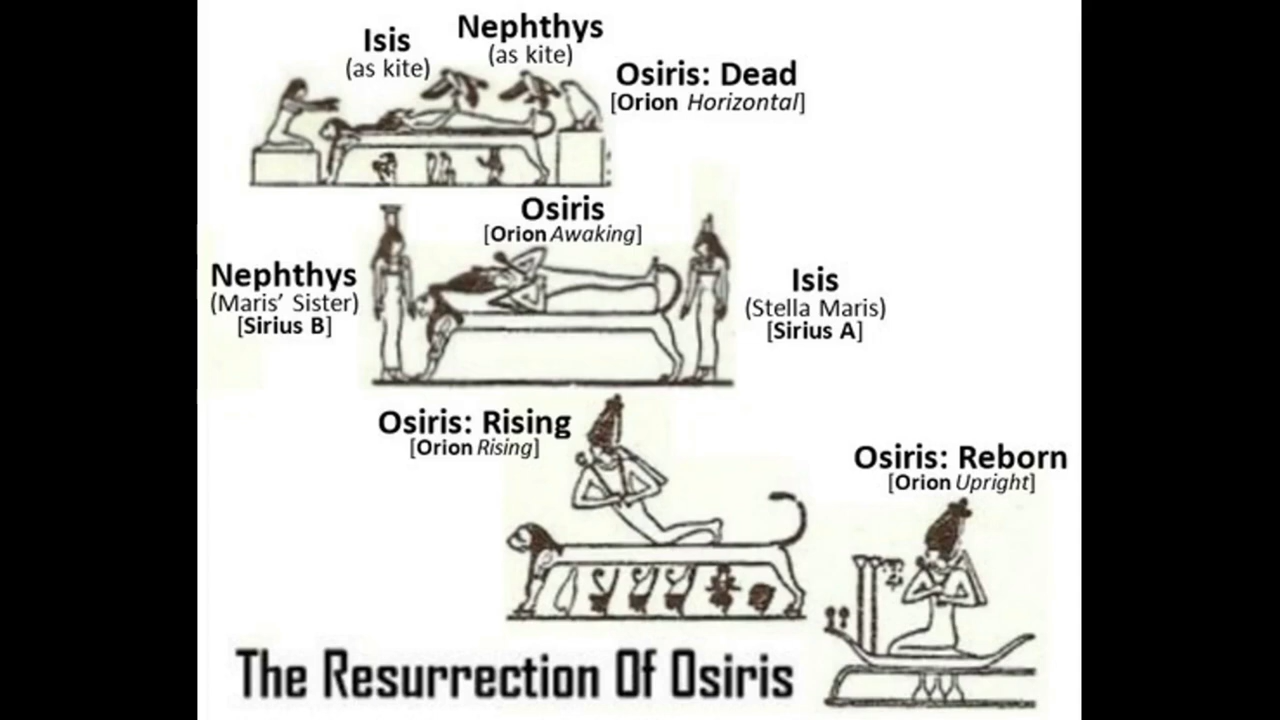 Isis
(as kite)
Nephthys
(as kite)
Osiris: Dead
[Orion Horizontal]
Osiris
[Orion Awaking]
Nephthys
(Maris' Sister)
[Sirius B]
Isis
(Stella Maris)
[Sirius A]
Osiris: Rising
[Orion Rising]
Osiris: Reborn
[Orion Upright]
The Resurrection Of Osiris